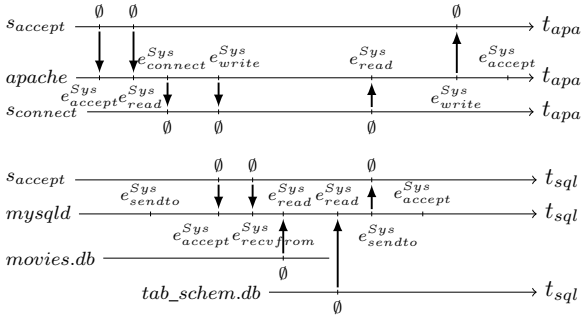 ∅ ∅ ∅
s_accept t_apa
e^Sys_connect e^Sys_write e^Sys_read e^Sys_accept
apache t_apa
e^Sys_accept e^Sys_read e^Sys_write
s_connect t_apa
∅ ∅ ∅
∅ ∅ ∅
s_accept t_sql
e^Sys_sendto e^Sys_read e^Sys_read e^Sys_accept
mysqld t_sql
e^Sys_accept e^Sys_recvfrom e^Sys_sendto
movies.db
∅
tab_schem.db t_sql
∅